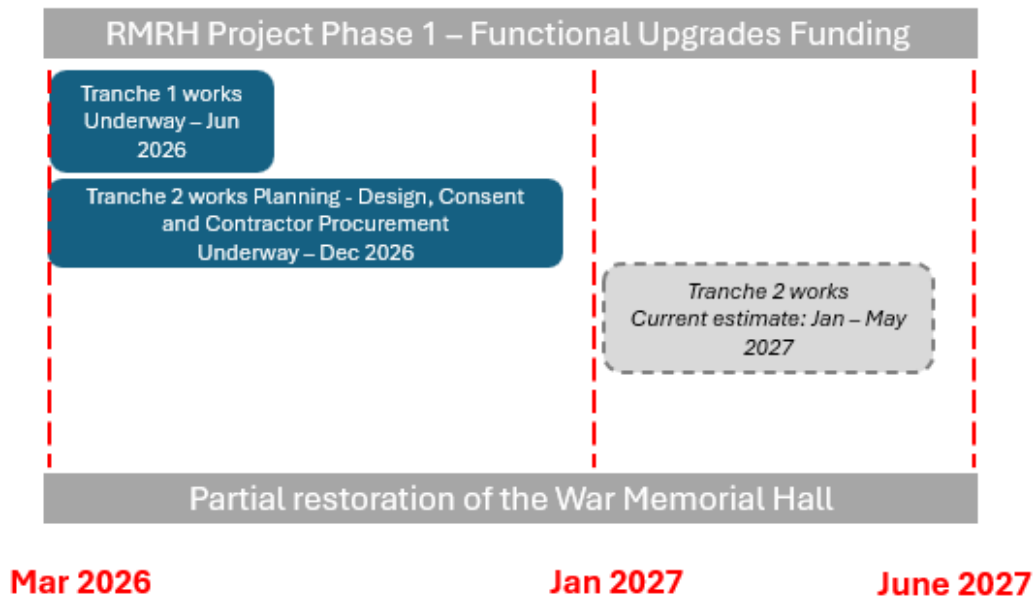 RMRH Project Phase 1 – Functional Upgrades Funding
Tranche 1 works
Underway – Jun
2026
Tranche 2 works Planning - Design, Consent
and Contractor Procurement
Underway – Dec 2026
Tranche 2 works
Current estimate: Jan – May
2027
Partial restoration of the War Memorial Hall
Mar 2026
Jan 2027
June 2027